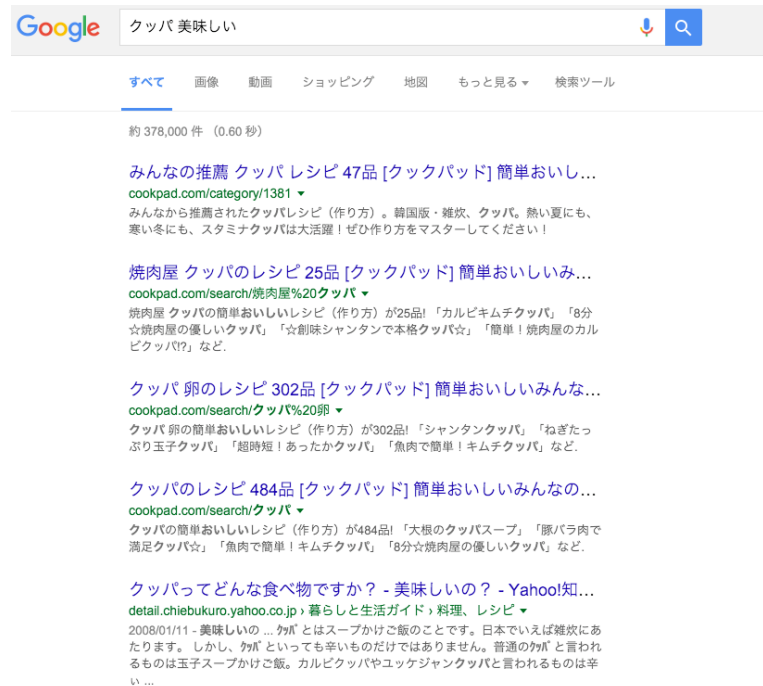 Google クッパ 美味しい
すべて 画像 動画 ショッピング 地図 もっと見る 検索ツール
約 378,000 件 （0.60 秒）
みんなの推薦 クッパ レシピ 47品 [クックパッド] 簡単おいし...
cookpad.com/category/1381
みんなから推薦されたクッパレシピ（作り方）。韓国版・雑炊、クッパ。熱い夏にも、
寒い冬にも、スタミナクッパは大活躍！ぜひ作り方をマスターしてください！
焼肉屋 クッパのレシピ 25品 [クックパッド] 簡単おいしいみ...
cookpad.com/search/焼肉屋%20クッパ
焼肉屋 クッパの簡単おいしいレシピ（作り方）が25品! 「カルビキムチクッパ」「8分
☆焼肉屋の優しいクッパ」「☆創味シャンタンで本格クッパ☆」「簡単！焼肉屋のカル
ビクッパ!?」など.
クッパ 卵のレシピ 302品 [クックパッド] 簡単おいしいみんな...
cookpad.com/search/クッパ%20卵
クッパ 卵の簡単おいしいレシピ（作り方）が302品! 「シャンタンクッパ」「ねぎたっ
ぷり玉子クッパ」「超時短！あったかクッパ」「魚肉で簡単！キムチクッパ」など.
クッパのレシピ 484品 [クックパッド] 簡単おいしいみんなの...
cookpad.com/search/クッパ
クッパの簡単おいしいレシピ（作り方）が484品! 「大根のクッパスープ」「豚バラ肉で
満足クッパ☆」「魚肉で簡単！キムチクッパ」「8分☆焼肉屋の優しいクッパ」など.
クッパってどんな食べ物ですか？ - 美味しいの？ - Yahoo!知...
detail.chiebukuro.yahoo.co.jp › 暮らしと生活ガイド › 料理、レシピ
2008/01/11 - 美味しいの ... ｸｯﾊﾟとはスープかけご飯のことです。日本でいえば雑炊にあ
たります。 しかし、ｸｯﾊﾟといっても辛いものだけではありません。普通のｸｯﾊﾟと言われ
るものは玉子スープかけご飯。カルビクッパやユッケジャンクッパと言われるものは辛
い ...